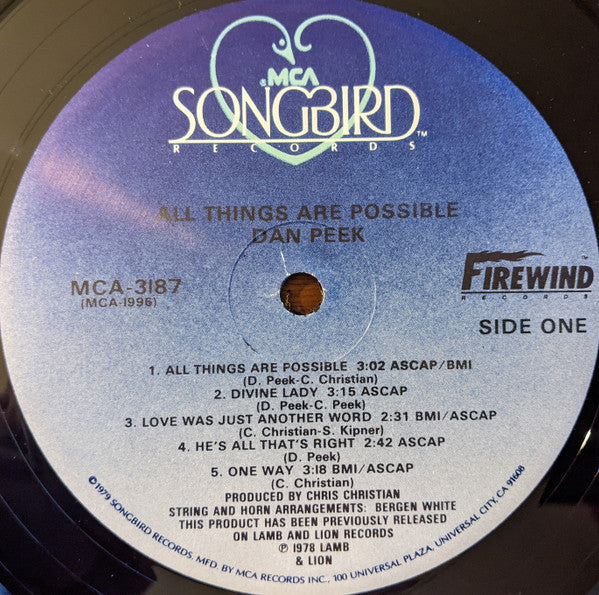 MCA
SONGBIRD™
RECORDS
ALL THINGS ARE POSSIBLE
DAN PEEK
MCA-3187
(MCA-1996)
FIREWIND™
RECORDS
SIDE ONE
1. ALL THINGS ARE POSSIBLE 3:02 ASCAP/BMI
(D. Peek-C. Christian)
2. DIVINE LADY 3:15 ASCAP
(D. Peek-C. Peek)
3. LOVE WAS JUST ANOTHER WORD 2:31 BMI/ASCAP
(C. Christian-S. Kipner)
4. HE'S ALL THAT'S RIGHT 2:42 ASCAP
(D. Peek)
5. ONE WAY 3:18 BMI/ASCAP
(C. Christian)
PRODUCED BY CHRIS CHRISTIAN
STRING AND HORN ARRANGEMENTS: BERGEN WHITE
THIS PRODUCT HAS BEEN PREVIOUSLY RELEASED
ON LAMB AND LION RECORDS
℗ 1978 LAMB
& LION
©1979 SONGBIRD RECORDS, MFD. BY MCA RECORDS INC., 100 UNIVERSAL PLAZA, UNIVERSAL CITY, CA 91608